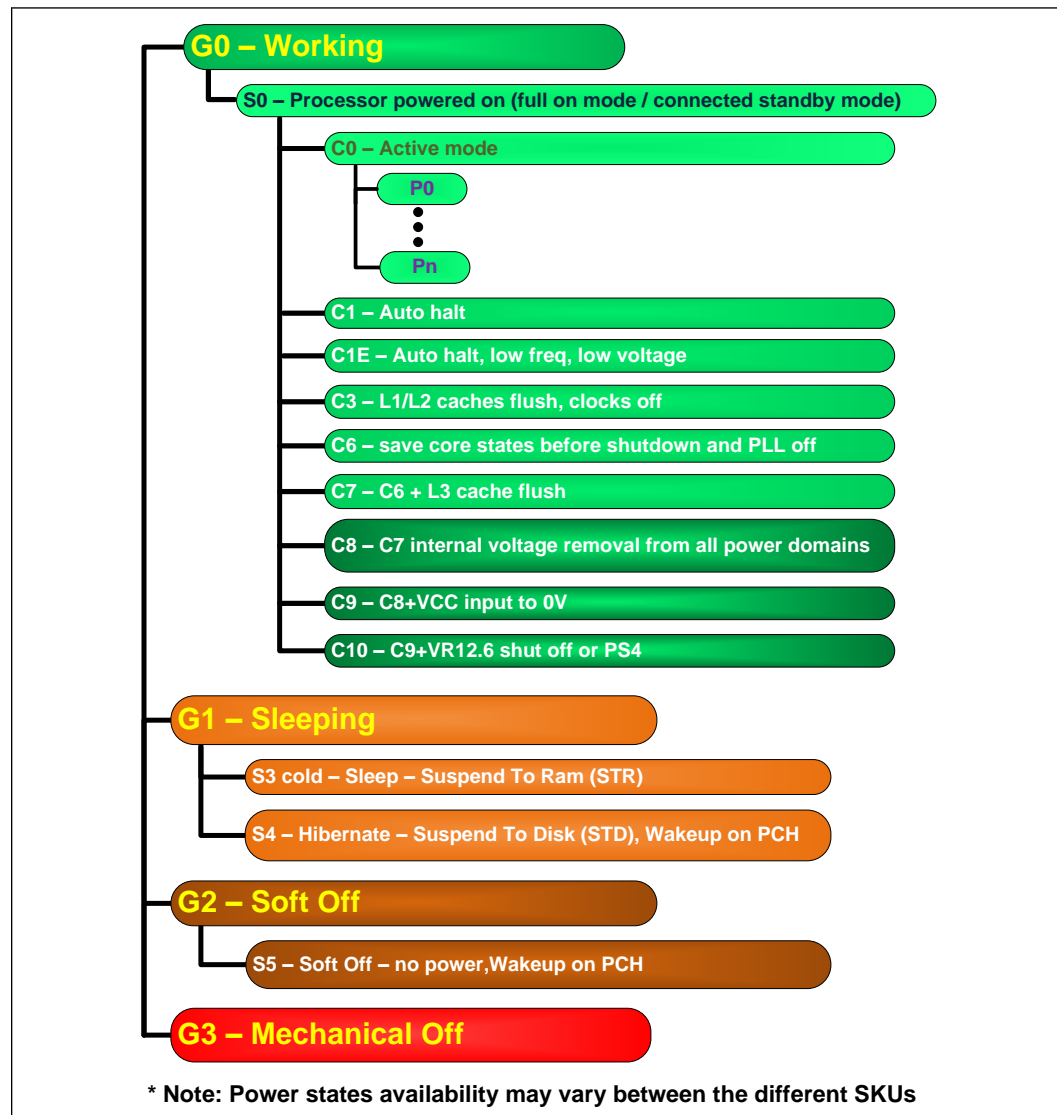 G0 – Working
S0 – Processor powered on (full on mode / connected standby mode)
C0 – Active mode
P0
Pn
C1 – Auto halt
C1E – Auto halt, low freq, low voltage
C3 – L1/L2 caches flush, clocks off
C6 – save core states before shutdown and PLL off
C7 – C6 + L3 cache flush
C8 – C7 internal voltage removal from all power domains
C9 – C8+VCC input to 0V
C10 – C9+VR12.6 shut off or PS4
G1 – Sleeping
S3 cold – Sleep – Suspend To Ram (STR)
S4 – Hibernate – Suspend To Disk (STD), Wakeup on PCH
G2 – Soft Off
S5 – Soft Off – no power,Wakeup on PCH
G3 – Mechanical Off
* Note: Power states availability may vary between the different SKUs